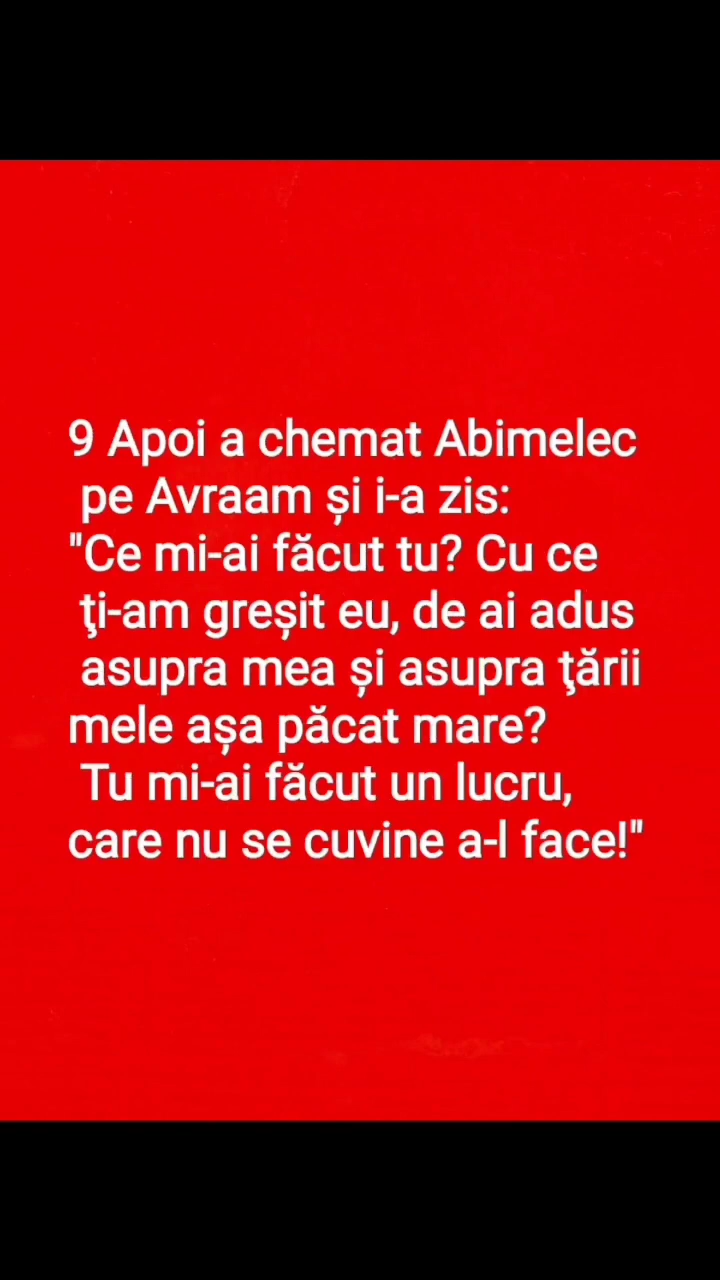 9 Apoi a chemat Abimelec
pe Avraam și i-a zis:
"Ce mi-ai făcut tu? Cu ce
ţi-am greșit eu, de ai adus
asupra mea și asupra ţării
mele așa păcat mare?
Tu mi-ai făcut un lucru,
care nu se cuvine a-l face!"